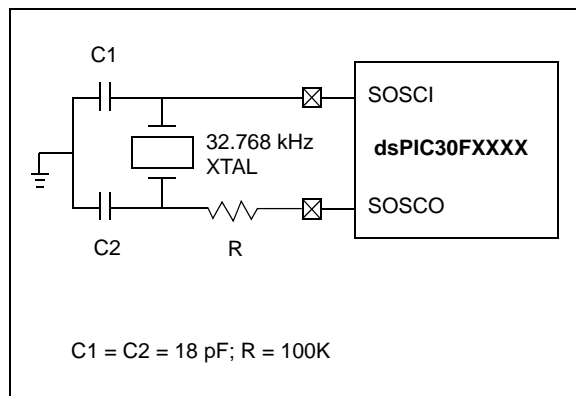 C1
SOSCI
32.768 kHz
XTAL
dsPIC30FXXXX
SOSCO
C2
R
C1 = C2 = 18 pF; R = 100K